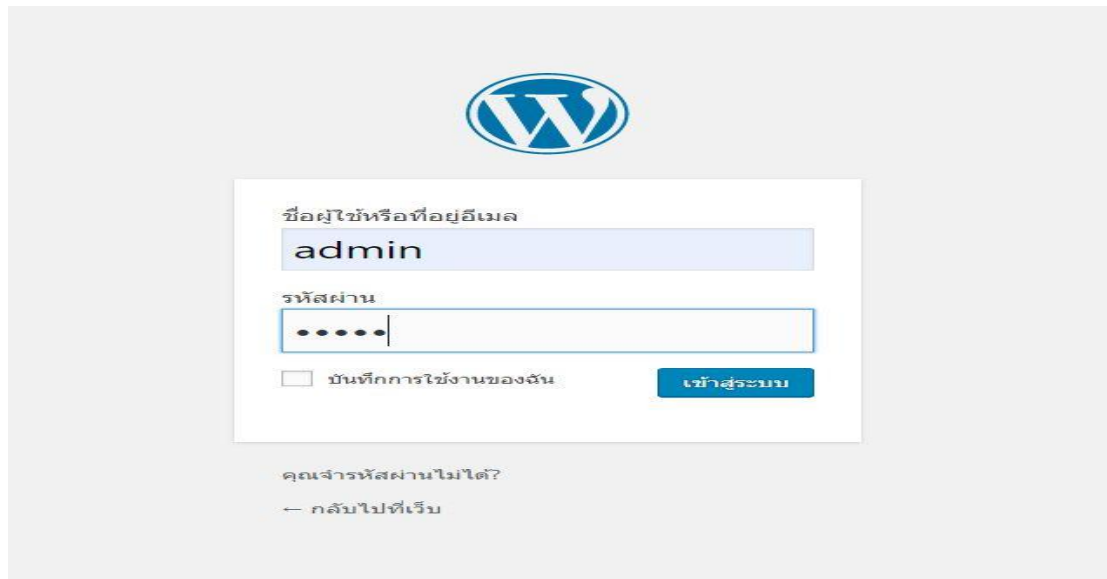 ชื่อผู้ใช้หรือที่อยู่อีเมล
admin
รหัสผ่าน
•••••
บันทึกการใช้งานของฉัน
เข้าสู่ระบบ
คุณจำรหัสผ่านไม่ได้?
← กลับไปที่เว็บ